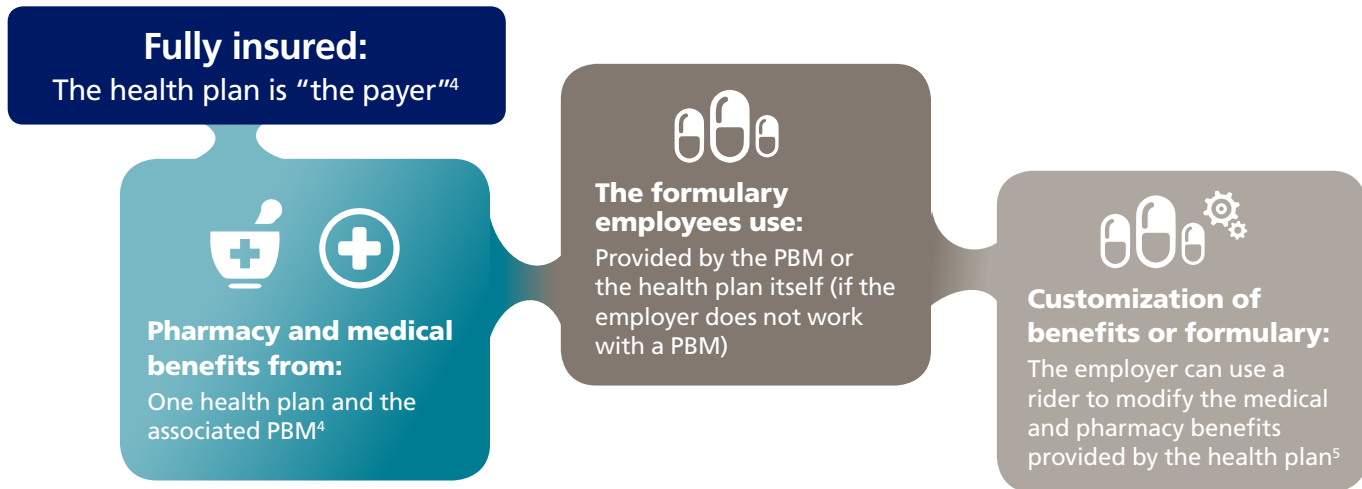 Fully insured:
The health plan is “the payer”⁴
Pharmacy and medical
benefits from:
One health plan and the
associated PBM⁴
The formulary
employees use:
Provided by the PBM or
the health plan itself (if the
employer does not work
with a PBM)
Customization of
benefits or formulary:
The employer can use a
rider to modify the medical
and pharmacy benefits
provided by the health plan⁵